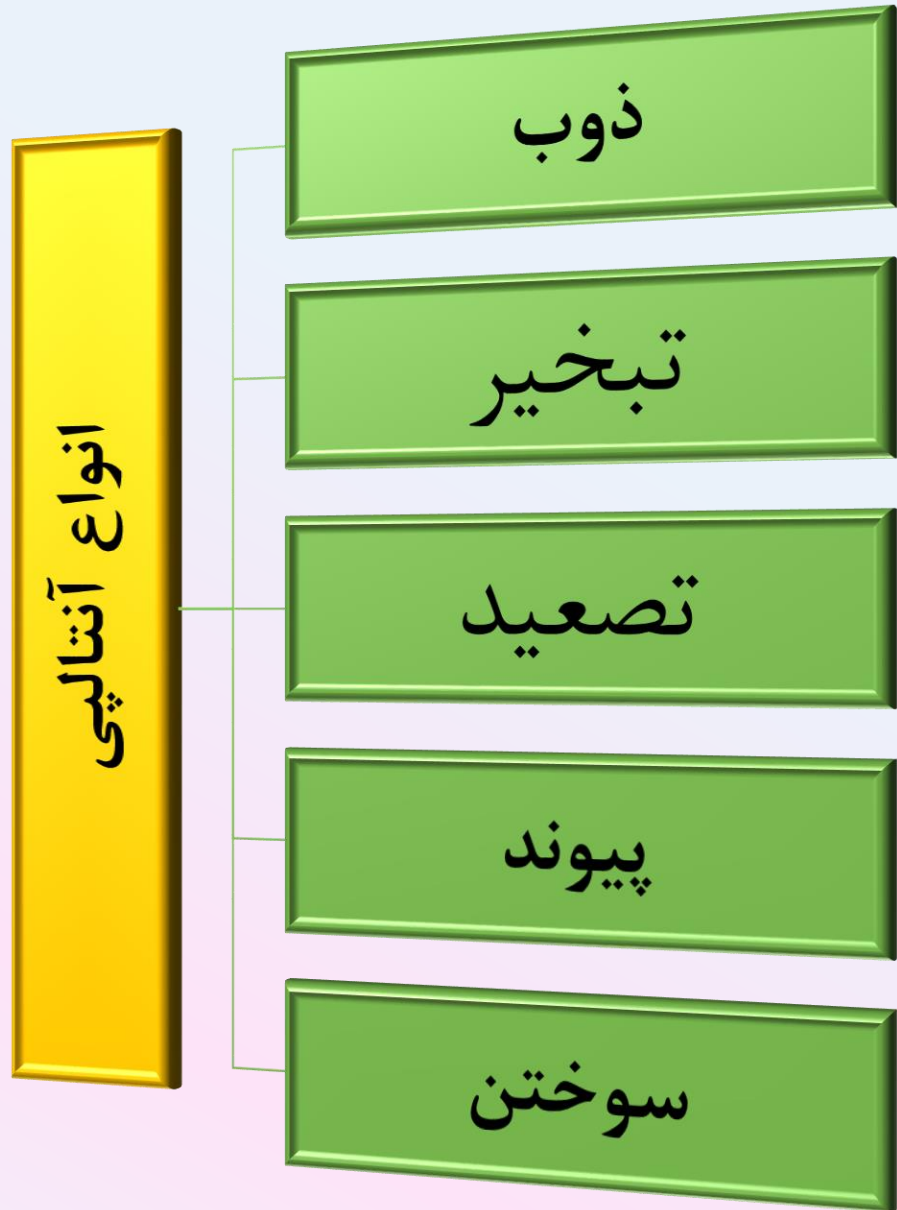 انواع آنتالپی
ذوب
تبخیر
تصعید
پیوند
سوختن